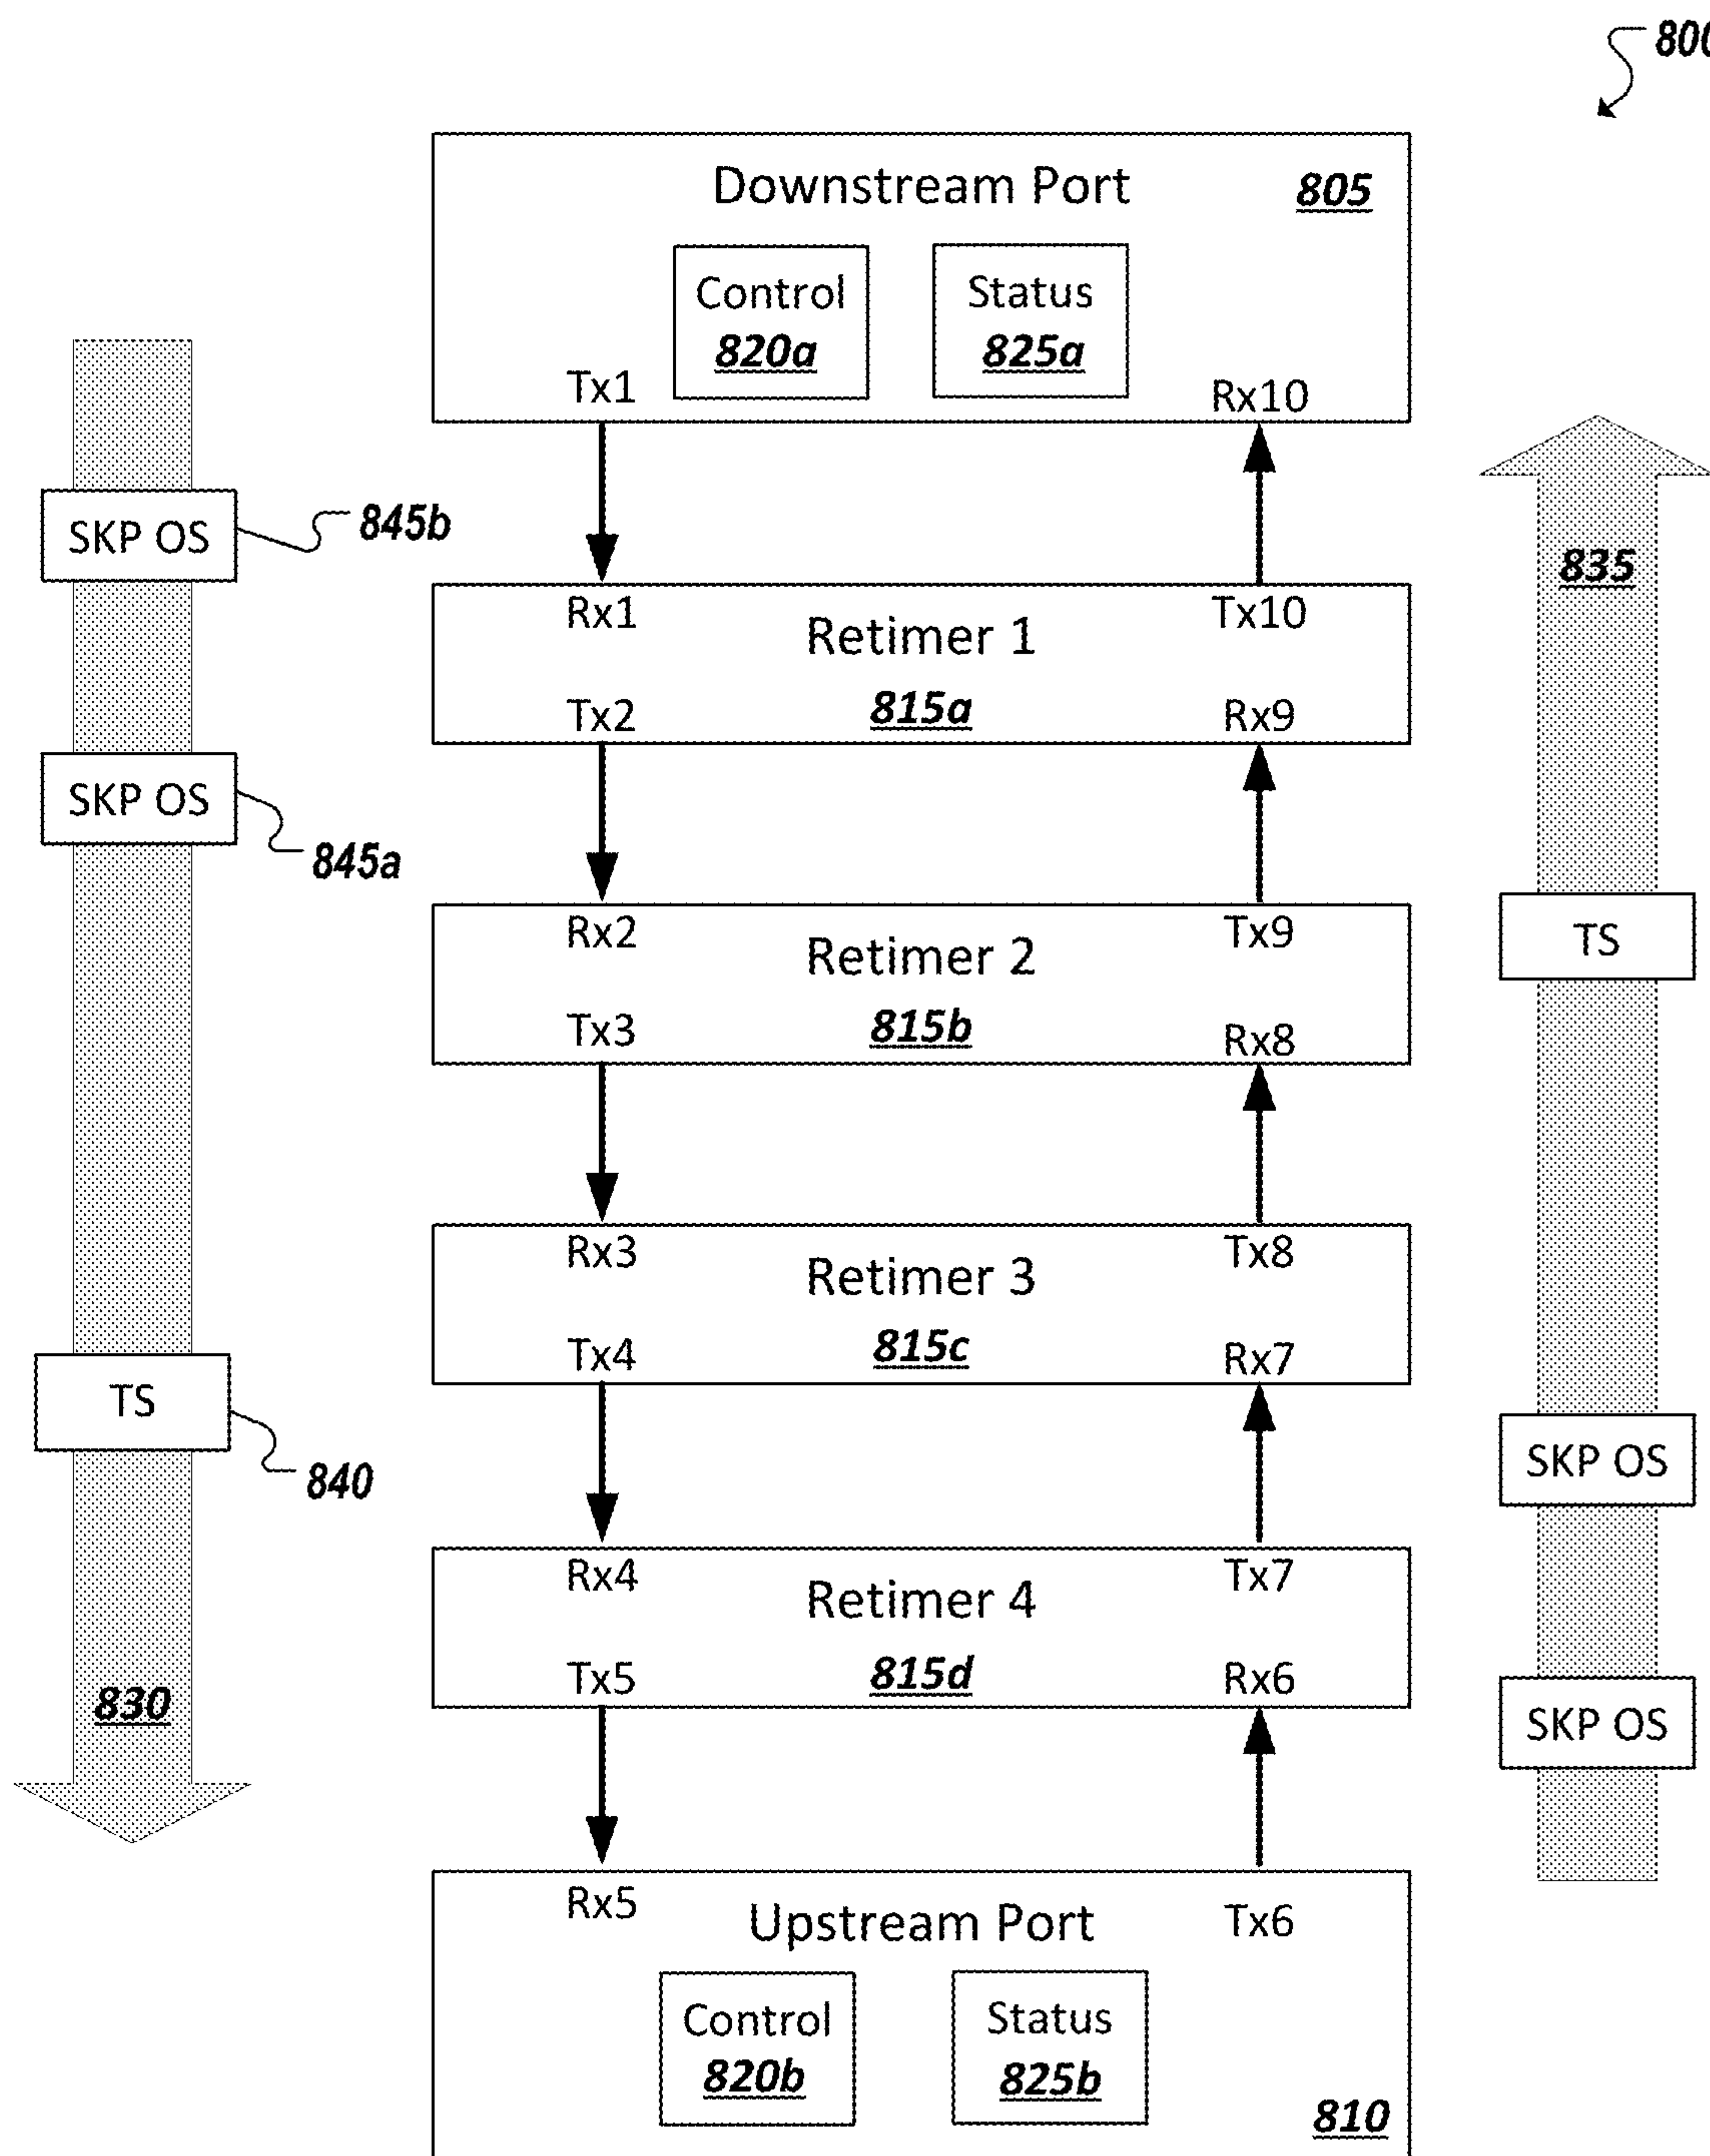 800
Downstream Port
805
Control
820a
Status
825a
Tx1
Rx10
SKP OS
845b
835
Rx1
Tx10
Retimer 1
815a
Tx2
Rx9
SKP OS
845a
Rx2
Tx9
Retimer 2
815b
Tx3
Rx8
TS
Rx3
Tx8
Retimer 3
815c
Tx4
Rx7
TS
840
SKP OS
Rx4
Tx7
Retimer 4
815d
Tx5
Rx6
830
SKP OS
Rx5
Tx6
Upstream Port
Control
820b
Status
825b
810